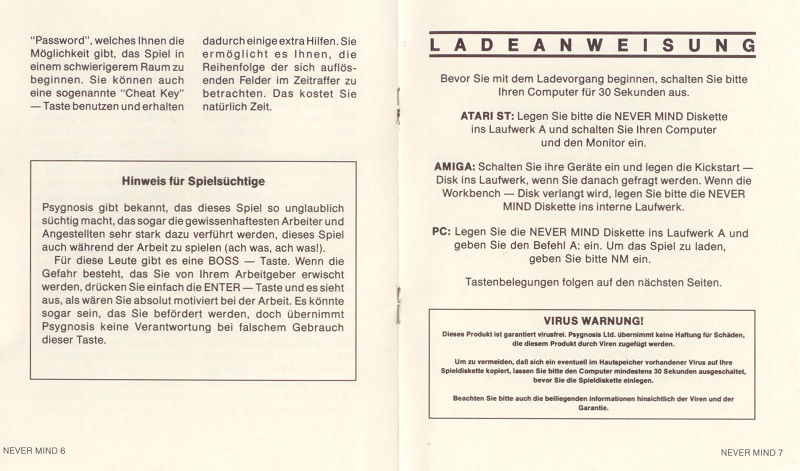 “Password”, welches Ihnen die
Möglichkeit gibt, das Spiel in
einem schwierigerem Raum zu
beginnen. Sie können auch
eine sogenannte “Cheat Key”
— Taste benutzen und erhalten
dadurch einige extra Hilfen. Sie
ermöglicht es Ihnen, die
Reihenfolge der sich auflös-
enden Felder im Zeitraffer zu
betrachten. Das kostet Sie
natürlich Zeit.
Hinweis für Spielsüchtige
Psygnosis gibt bekannt, das dieses Spiel so unglaublich
süchtig macht, das sogar die gewissenhaftesten Arbeiter und
Angestellten sehr stark dazu verführt werden, dieses Spiel
auch während der Arbeit zu spielen (ach was, ach was!).
Für diese Leute gibt es eine BOSS — Taste. Wenn die
Gefahr besteht, das Sie von Ihrem Arbeitgeber erwischt
werden, drücken Sie einfach die ENTER — Taste und es sieht
aus, als wären Sie absolut motiviert bei der Arbeit. Es könnte
sogar sein, das Sie befördert werden, doch übernimmt
Psygnosis keine Verantwortung bei falschem Gebrauch
dieser Taste.
NEVER MIND 6
LADEANWEISUNG
Bevor Sie mit dem Ladevorgang beginnen, schalten Sie bitte
Ihren Computer für 30 Sekunden aus.
ATARI ST: Legen Sie bitte die NEVER MIND Diskette
ins Laufwerk A und schalten Sie Ihren Computer
und den Monitor ein.
AMIGA: Schalten Sie ihre Geräte ein und legen die Kickstart —
Disk ins Laufwerk, wenn Sie danach gefragt werden. Wenn die
Workbench — Disk verlangt wird, legen Sie bitte die NEVER
MIND Diskette ins interne Laufwerk.
PC: Legen Sie die NEVER MIND Diskette ins Laufwerk A und
geben Sie den Befehl A: ein. Um das Spiel zu laden,
geben Sie bitte NM ein.
Tastenbelegungen folgen auf den nächsten Seiten.
VIRUS WARNUNG!
Dieses Produkt ist garantiert virusfrei. Psygnosis Ltd. übernimmt keine Haftung für Schäden,
die diesem Produkt durch Viren zugefügt werden.
Um zu vermeiden, daß sich ein eventuell im Hautspeicher vorhandener Virus auf Ihre
Spieldiskette kopiert, lassen Sie bitte den Computer mindestens 30 Sekunden ausgeschaltet,
bevor Sie die Spieldiskette einlegen.
Beachten Sie bitte auch die beiliegenden informationen hinsichtlich der Viren und der
Garantie.
NEVER MIND 7